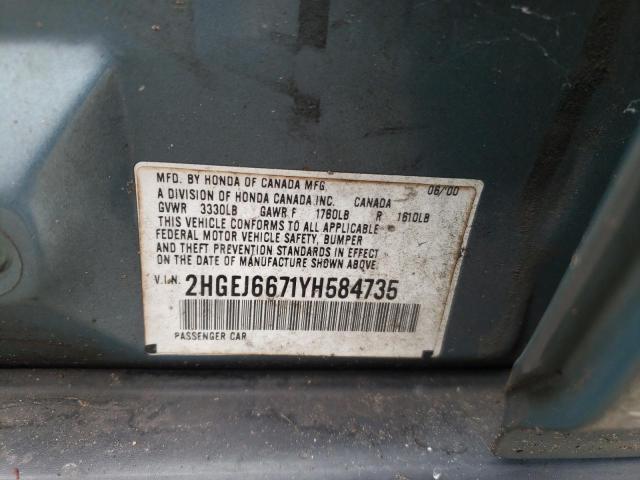 MFD. BY HONDA OF CANADA MFG. 06/00
A DIVISION OF HONDA CANADA INC. CANADA
GVWR 3330LB GAWR F 1760LB R 1610LB
THIS VEHICLE CONFORMS TO ALL APPLICABLE
FEDERAL MOTOR VEHICLE SAFETY, BUMPER
AND THEFT PREVENTION STANDARDS IN EFFECT
ON THE DATE OF MANUFACTURE SHOWN ABOVE.
V.I.N. 2HGEJ6671YH584735
PASSENGER CAR